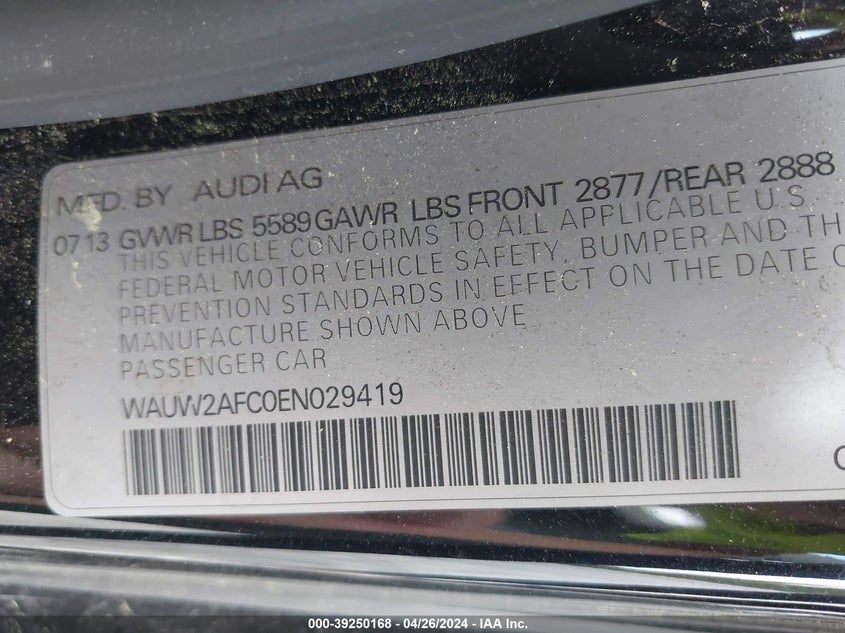 MFD. BY AUDI AG
07 13 GVWR LBS 5589 GAWR LBS FRONT 2877/REAR 2888
THIS VEHICLE CONFORMS TO ALL APPLICABLE U.S.
FEDERAL MOTOR VEHICLE SAFETY, BUMPER AND TH
PREVENTION STANDARDS IN EFFECT ON THE DATE O
MANUFACTURE SHOWN ABOVE
PASSENGER CAR
WAUW2AFC0EN029419
000-39250168 - 04/26/2024 - IAA Inc.